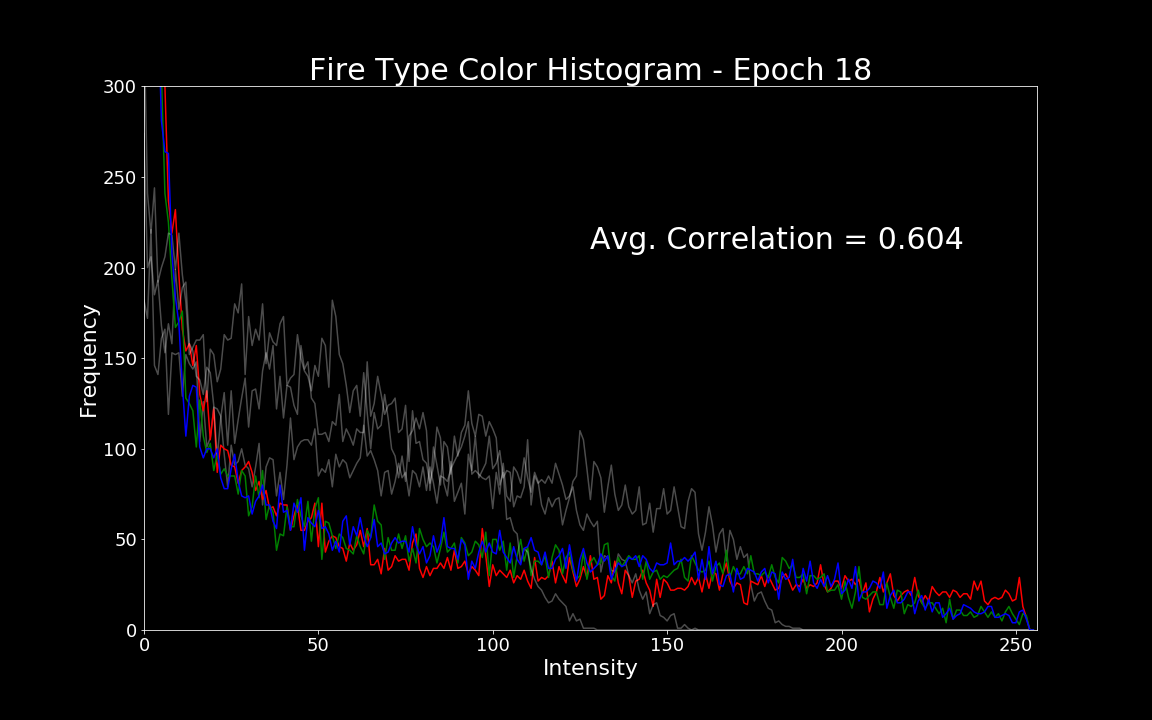 Fire Type Color Histogram - Epoch 18
300
250
200
150
100
50
0
Frequency
Avg. Correlation = 0.604
0 50 100 150 200 250
Intensity